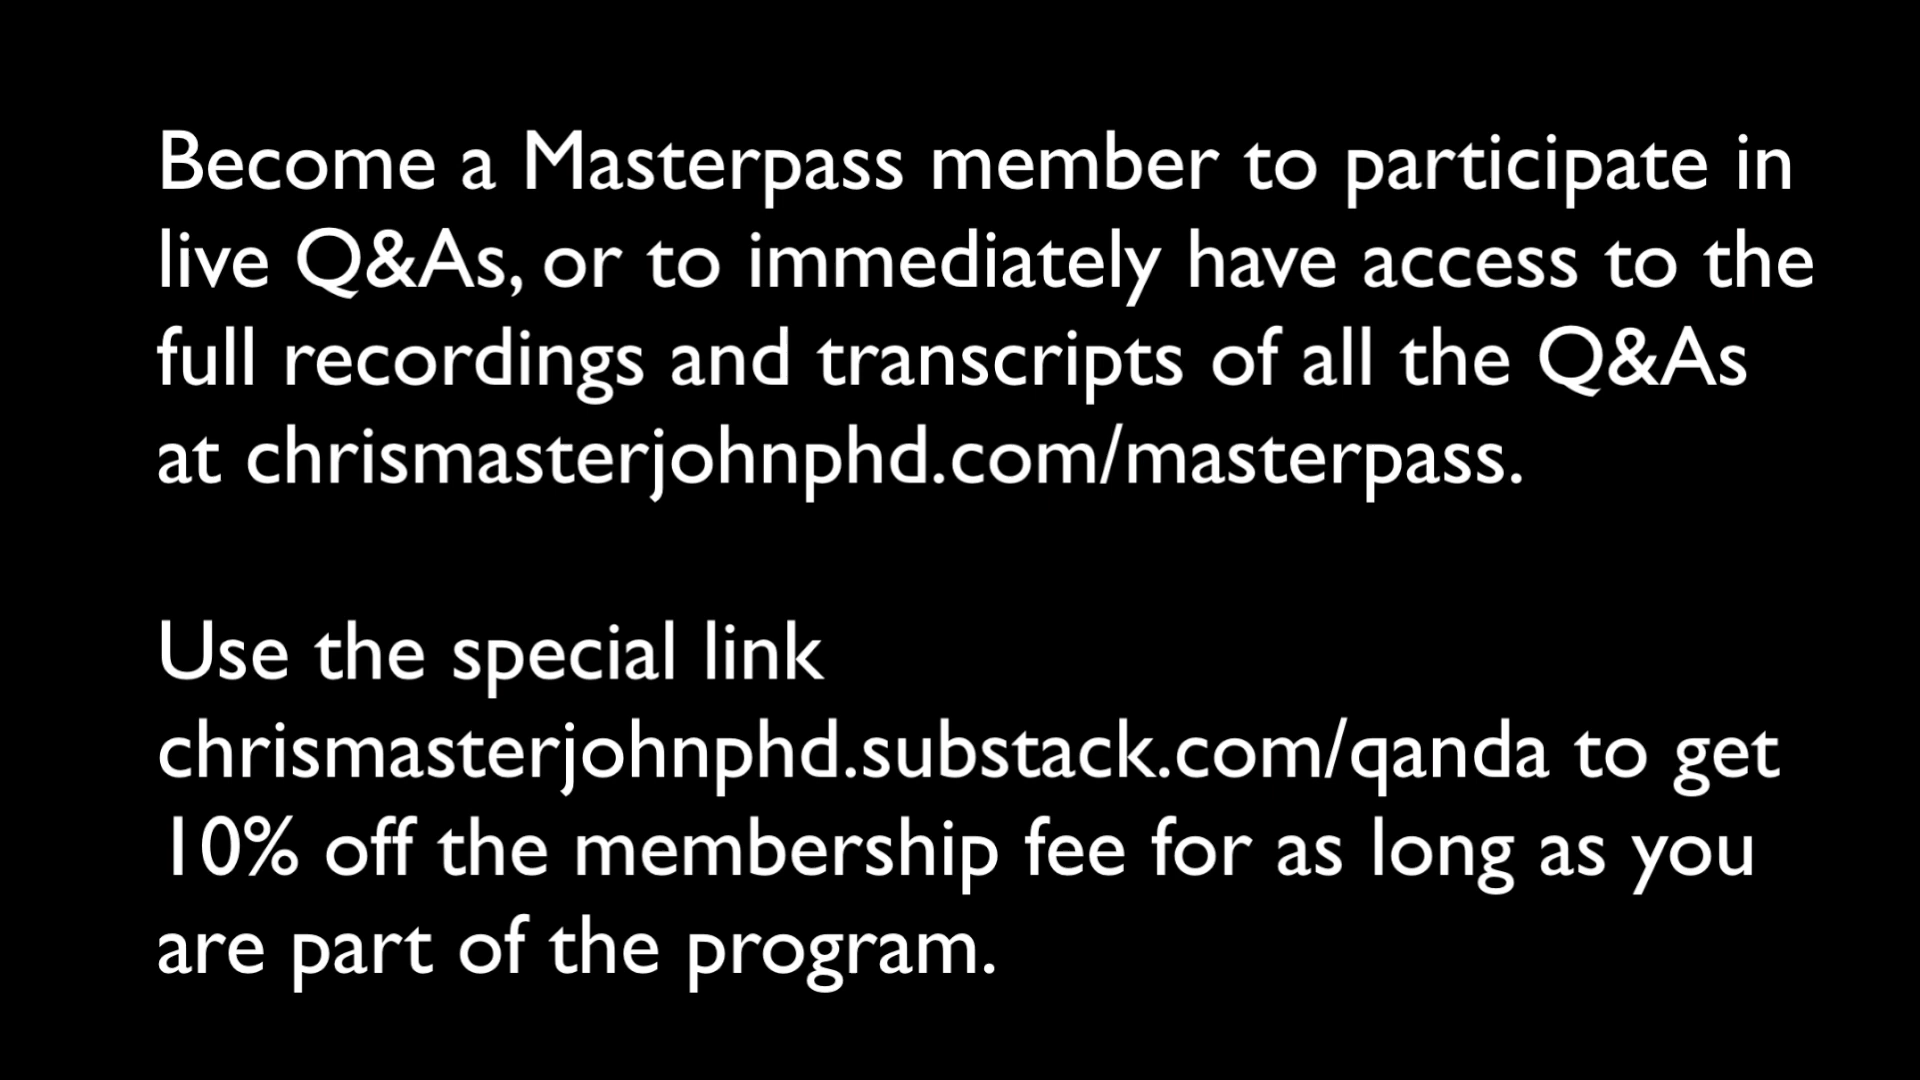 Become a Masterpass member to participate in
live Q&As, or to immediately have access to the
full recordings and transcripts of all the Q&As
at chrismasterjohnphd.com/masterpass.
Use the special link
chrismasterjohnphd.substack.com/qanda to get
10% off the membership fee for as long as you
are part of the program.